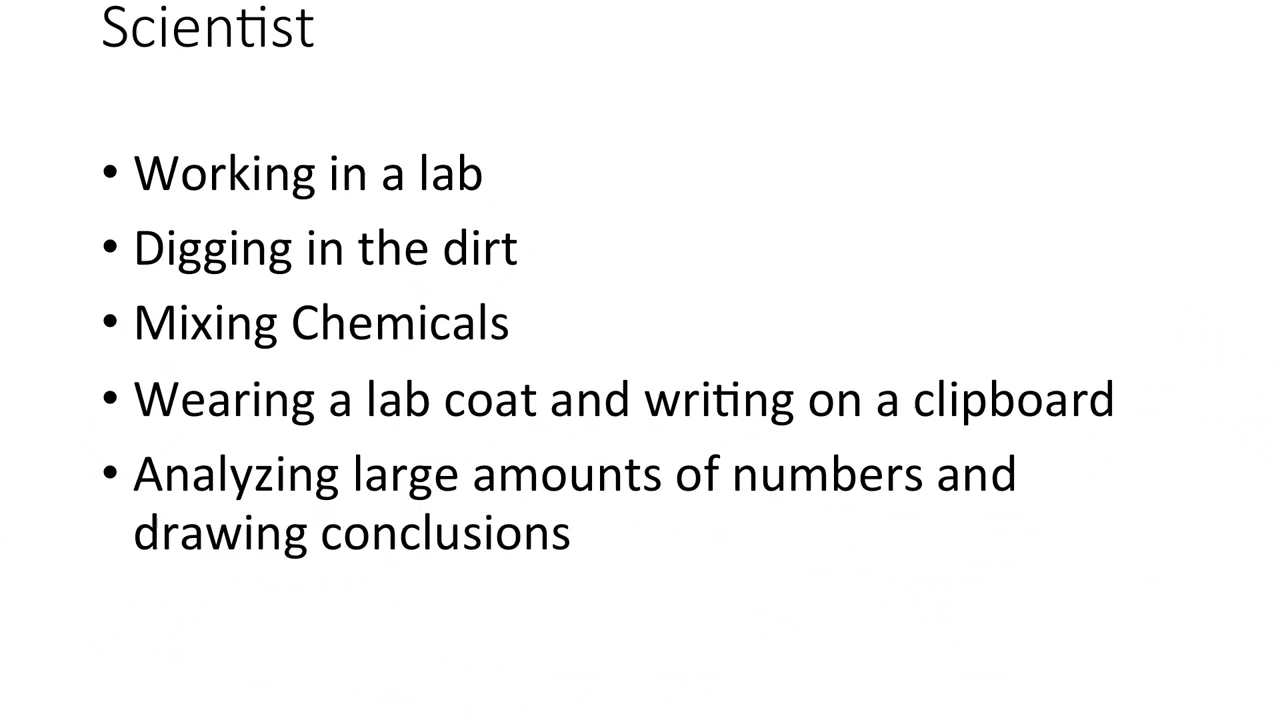 Scientist
• Working in a lab
• Digging in the dirt
• Mixing Chemicals
• Wearing a lab coat and writing on a clipboard
• Analyzing large amounts of numbers and
drawing conclusions